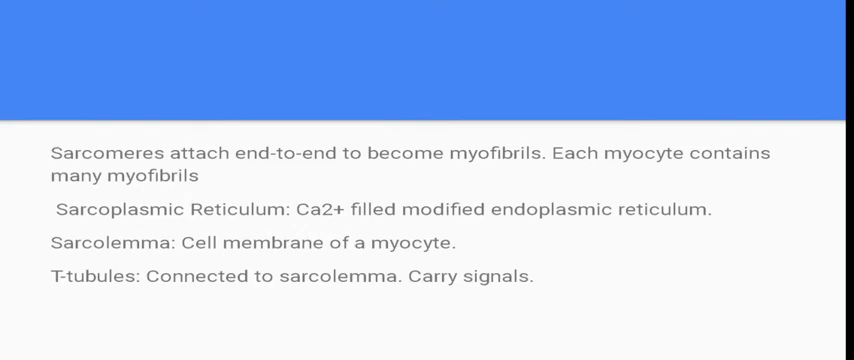 Sarcomeres attach end-to-end to become myofibrils. Each myocyte contains
many myofibrils
Sarcoplasmic Reticulum: Ca2+ filled modified endoplasmic reticulum.
Sarcolemma: Cell membrane of a myocyte.
T-tubules: Connected to sarcolemma. Carry signals.